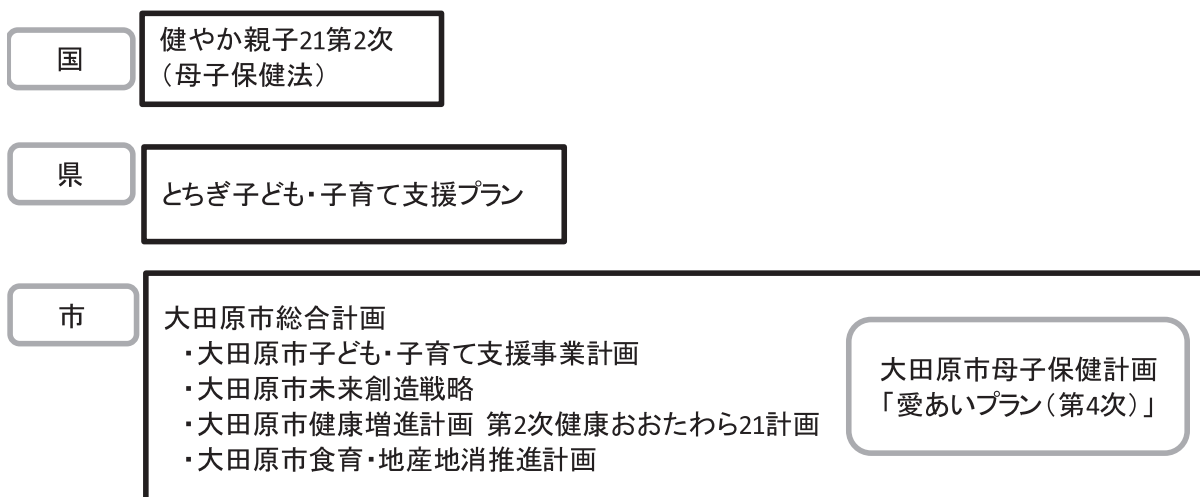 国
健やか親子21第2次
（母子保健法）
県
とちぎ子ども・子育て支援プラン
市
大田原市総合計画
・大田原市子ども・子育て支援事業計画
・大田原市未来創造戦略
・大田原市健康増進計画 第2次健康おおたわら21計画
・大田原市食育・地産地消推進計画
大田原市母子保健計画
「愛あいプラン（第4次）」